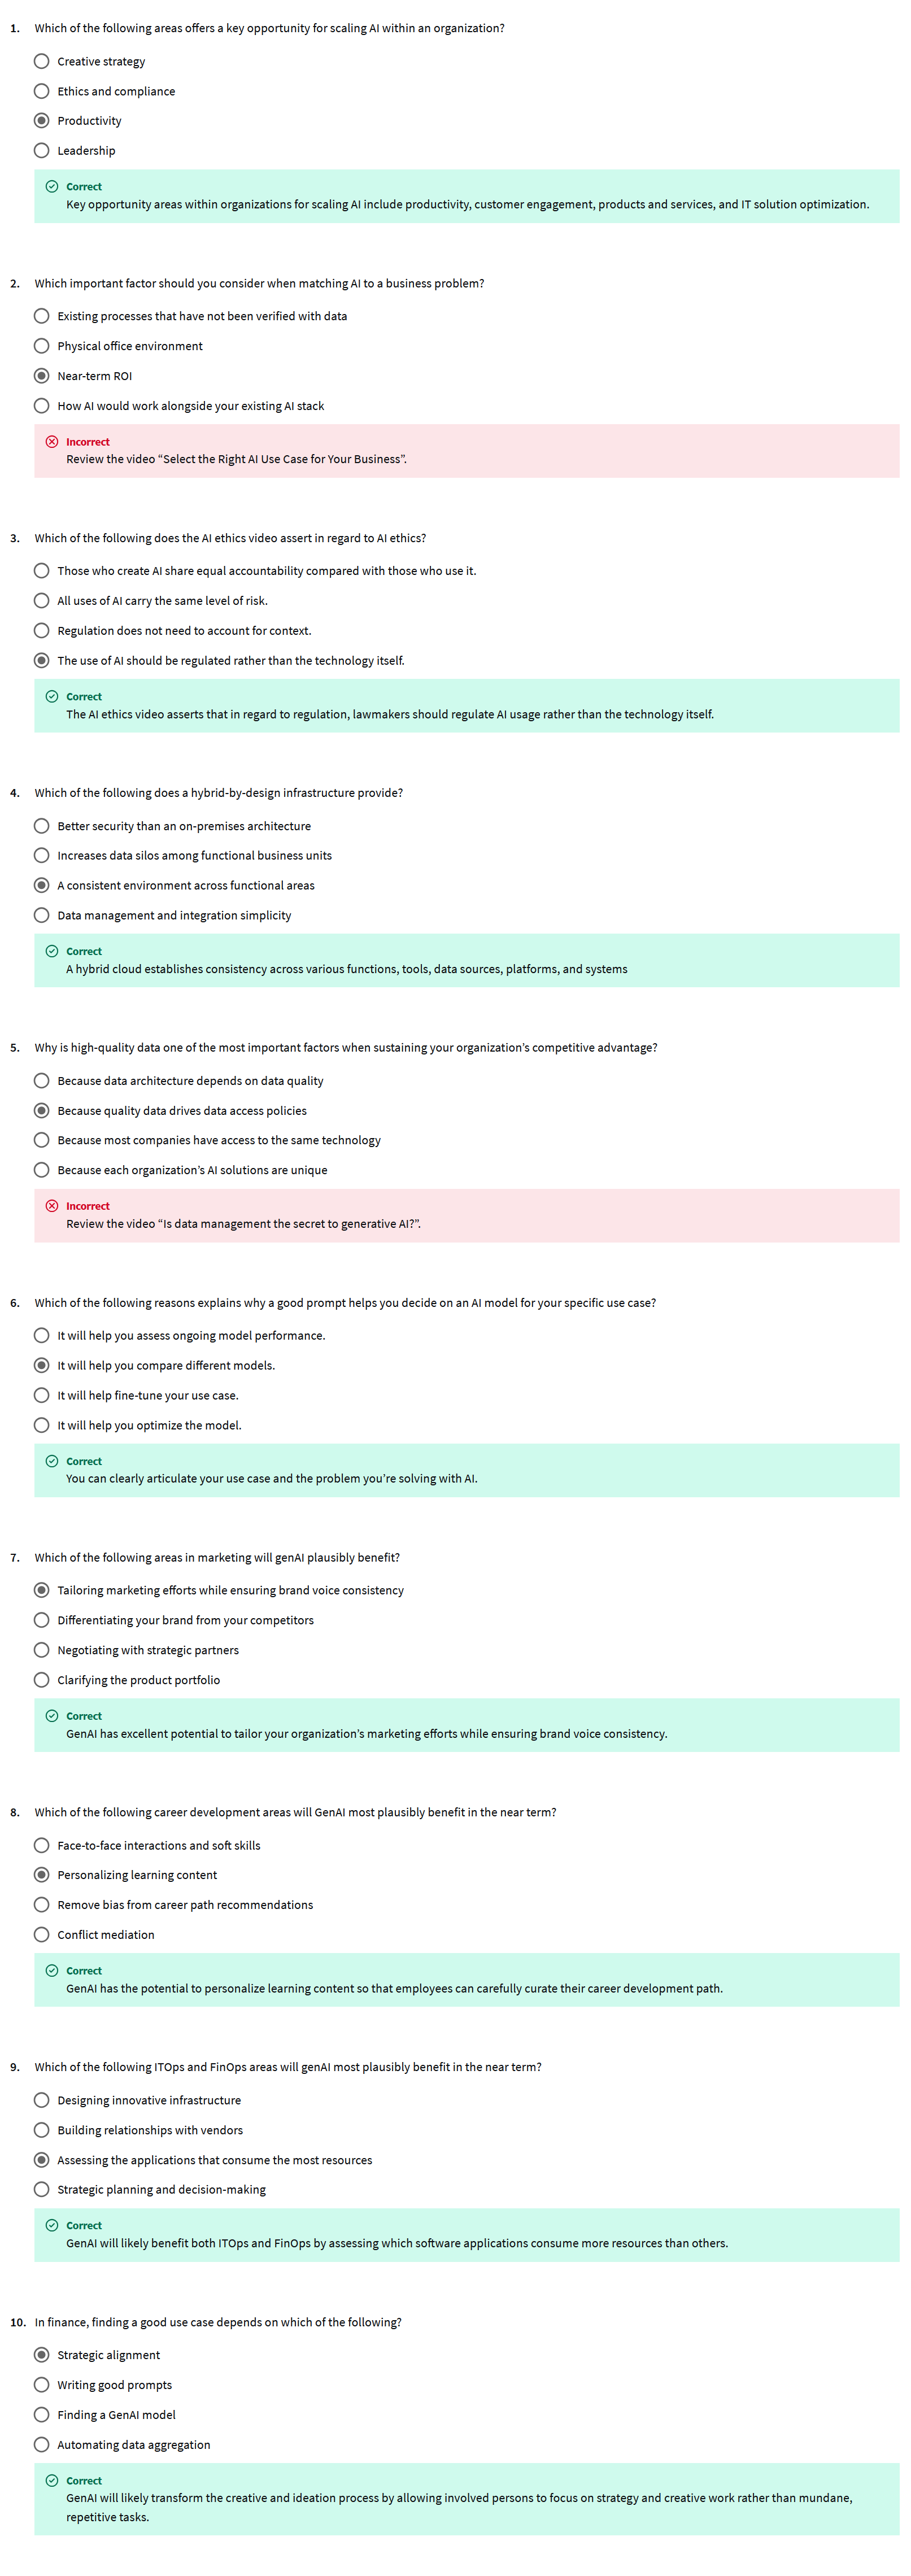 1. Which of the following areas offers a key opportunity for scaling AI within an organization?
Creative strategy
Ethics and compliance
Productivity
Leadership
Correct
Key opportunity areas within organizations for scaling AI include productivity, customer engagement, products and services, and IT solution optimization.
2. Which important factor should you consider when matching AI to a business problem?
Existing processes that have not been verified with data
Physical office environment
Near-term ROI
How AI would work alongside your existing AI stack
Incorrect
Review the video “Select the Right AI Use Case for Your Business”.
3. Which of the following does the AI ethics video assert in regard to AI ethics?
Those who create AI share equal accountability compared with those who use it.
All uses of AI carry the same level of risk.
Regulation does not need to account for context.
The use of AI should be regulated rather than the technology itself.
Correct
The AI ethics video asserts that in regard to regulation, lawmakers should regulate AI usage rather than the technology itself.
4. Which of the following does a hybrid-by-design infrastructure provide?
Better security than an on-premises architecture
Increases data silos among functional business units
A consistent environment across functional areas
Data management and integration simplicity
Correct
A hybrid cloud establishes consistency across various functions, tools, data sources, platforms, and systems
5. Why is high-quality data one of the most important factors when sustaining your organization’s competitive advantage?
Because data architecture depends on data quality
Because quality data drives data access policies
Because most companies have access to the same technology
Because each organization’s AI solutions are unique
Incorrect
Review the video “Is data management the secret to generative AI?”.
6. Which of the following reasons explains why a good prompt helps you decide on an AI model for your specific use case?
It will help you assess ongoing model performance.
It will help you compare different models.
It will help fine-tune your use case.
It will help you optimize the model.
Correct
You can clearly articulate your use case and the problem you’re solving with AI.
7. Which of the following areas in marketing will genAI plausibly benefit?
Tailoring marketing efforts while ensuring brand voice consistency
Differentiating your brand from your competitors
Negotiating with strategic partners
Clarifying the product portfolio
Correct
GenAI has excellent potential to tailor your organization’s marketing efforts while ensuring brand voice consistency.
8. Which of the following career development areas will GenAI most plausibly benefit in the near term?
Face-to-face interactions and soft skills
Personalizing learning content
Remove bias from career path recommendations
Conflict mediation
Correct
GenAI has the potential to personalize learning content so that employees can carefully curate their career development path.
9. Which of the following ITOps and FinOps areas will genAI most plausibly benefit in the near term?
Designing innovative infrastructure
Building relationships with vendors
Assessing the applications that consume the most resources
Strategic planning and decision-making
Correct
GenAI will likely benefit both ITOps and FinOps by assessing which software applications consume more resources than others.
10. In finance, finding a good use case depends on which of the following?
Strategic alignment
Writing good prompts
Finding a GenAI model
Automating data aggregation
Correct
GenAI will likely transform the creative and ideation process by allowing involved persons to focus on strategy and creative work rather than mundane,
repetitive tasks.